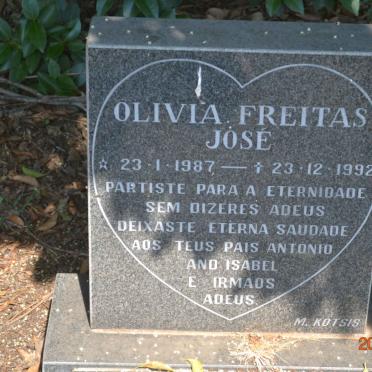 OLIVIA FREITAS
JOSÉ
☆ 23·1·1987 — † 23·12·1992
PARTISTE PARA A ETERNIDADE
SEM DIZERES ADEUS
DEIXASTE ETERNA SAUDADE
AOS TEUS PAIS ANTONIO
AND ISABEL
E IRMAOS
ADEUS
M. KOTSIS